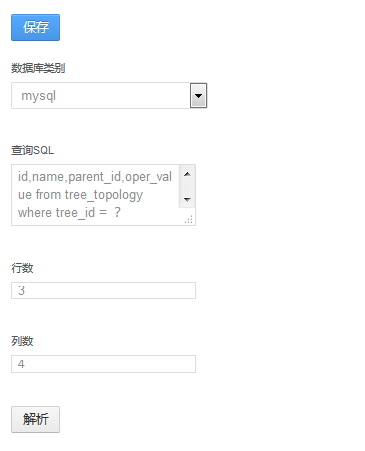 保存
数据库类别
mysql
查询SQL
id,name,parent_id,oper_val
ue from tree_topology
where tree_id = ?
行数
3
列数
4
解析